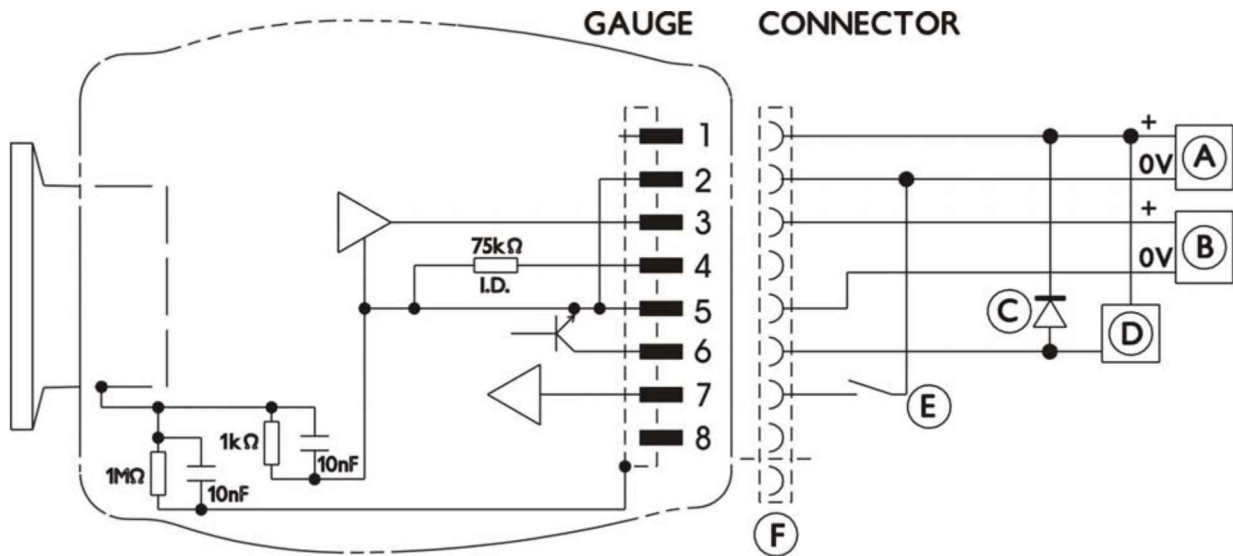 GAUGE CONNECTOR
1
+
A
2
0V
3
+
B
75kΩ
4
0V
I.D.
5
C
D
6
7
E
1kΩ
8
10nF
1MΩ
10nF
F